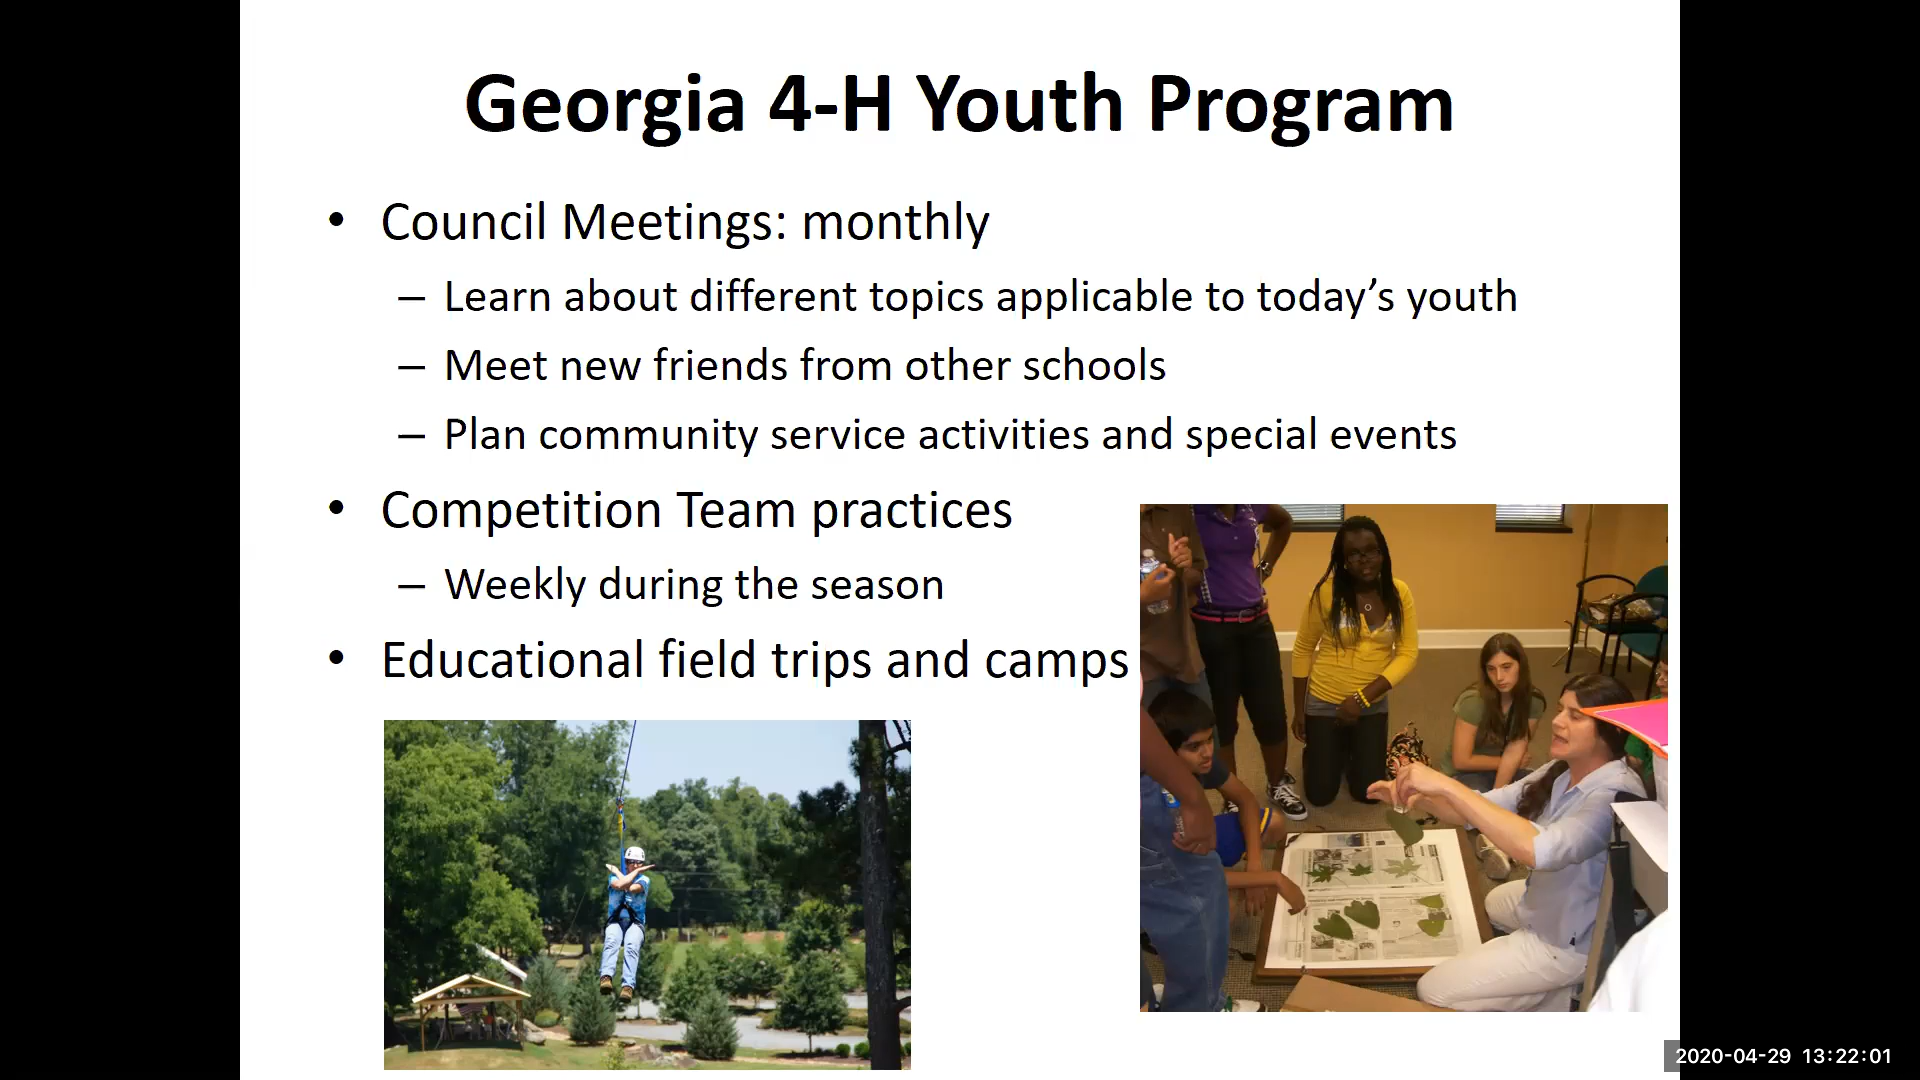 Georgia 4-H Youth Program
• Council Meetings: monthly
– Learn about different topics applicable to today’s youth
– Meet new friends from other schools
– Plan community service activities and special events
• Competition Team practices
– Weekly during the season
• Educational field trips and camps
2020-04-29 13:22:01